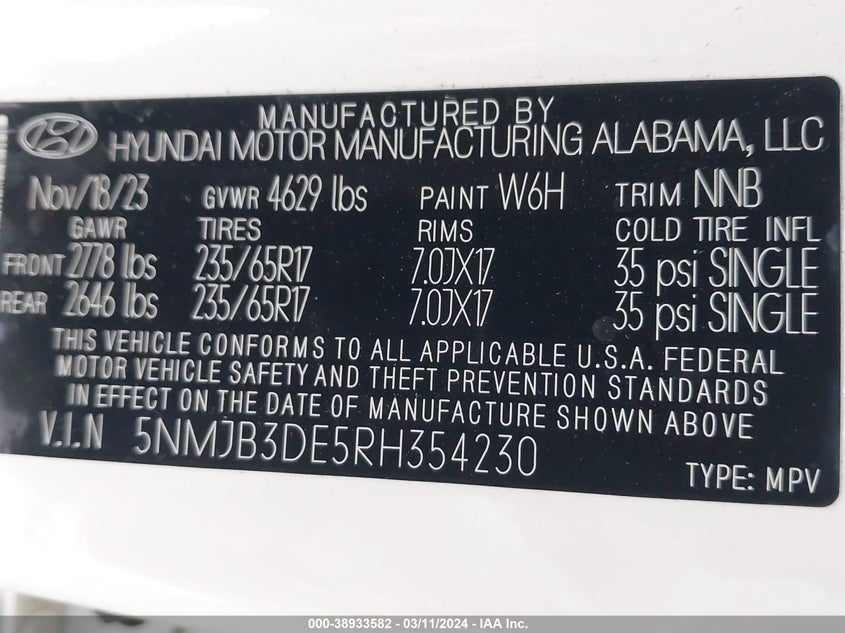 MANUFACTURED BY
HYUNDAI MOTOR MANUFACTURING ALABAMA, LLC
Nov/18/23 GVWR 4629 lbs PAINT W6H TRIM NNB
GAWR TIRES RIMS COLD TIRE INFL
FRONT 2778 lbs 235/65R17 7.0JX17 35 psi SINGLE
REAR 2646 lbs 235/65R17 7.0JX17 35 psi SINGLE
THIS VEHICLE CONFORMS TO ALL APPLICABLE U.S.A. FEDERAL
MOTOR VEHICLE SAFETY AND THEFT PREVENTION STANDARDS
IN EFFECT ON THE DATE OF MANUFACTURE SHOWN ABOVE
V.I.N 5NMJB3DE5RH354230
TYPE: MPV
000-38933582 - 03/11/2024 - IAA Inc.